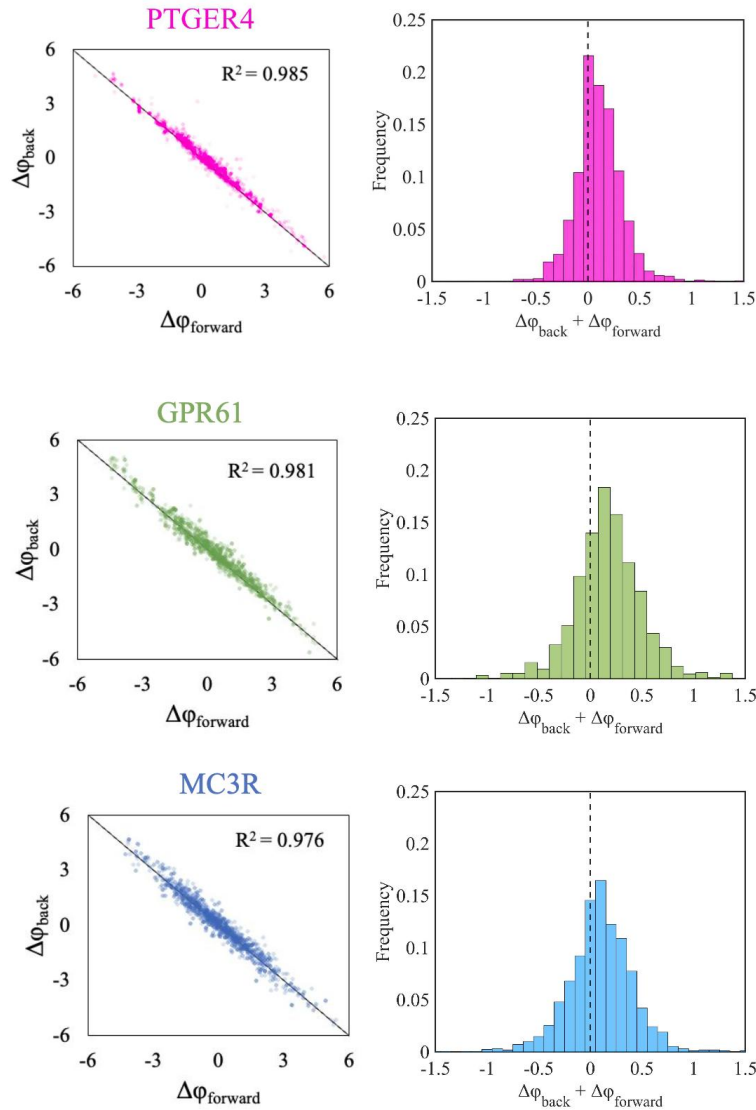 PTGER4
6
3
0
-3
-6
Δφback
R² = 0.985
-6 -3 0 3 6
Δφforward
0.25
0.2
0.15
0.1
0.05
0
Frequency
-1.5 -1 -0.5 0 0.5 1 1.5
Δφback + Δφforward
GPR61
6
3
0
-3
-6
Δφback
R² = 0.981
-6 -3 0 3 6
Δφforward
0.25
0.2
0.15
0.1
0.05
0
Frequency
-1.5 -1 -0.5 0 0.5 1 1.5
Δφback + Δφforward
MC3R
6
3
0
-3
-6
Δφback
R² = 0.976
-6 -3 0 3 6
Δφforward
0.25
0.2
0.15
0.1
0.05
0
Frequency
-1.5 -1 -0.5 0 0.5 1 1.5
Δφback + Δφforward